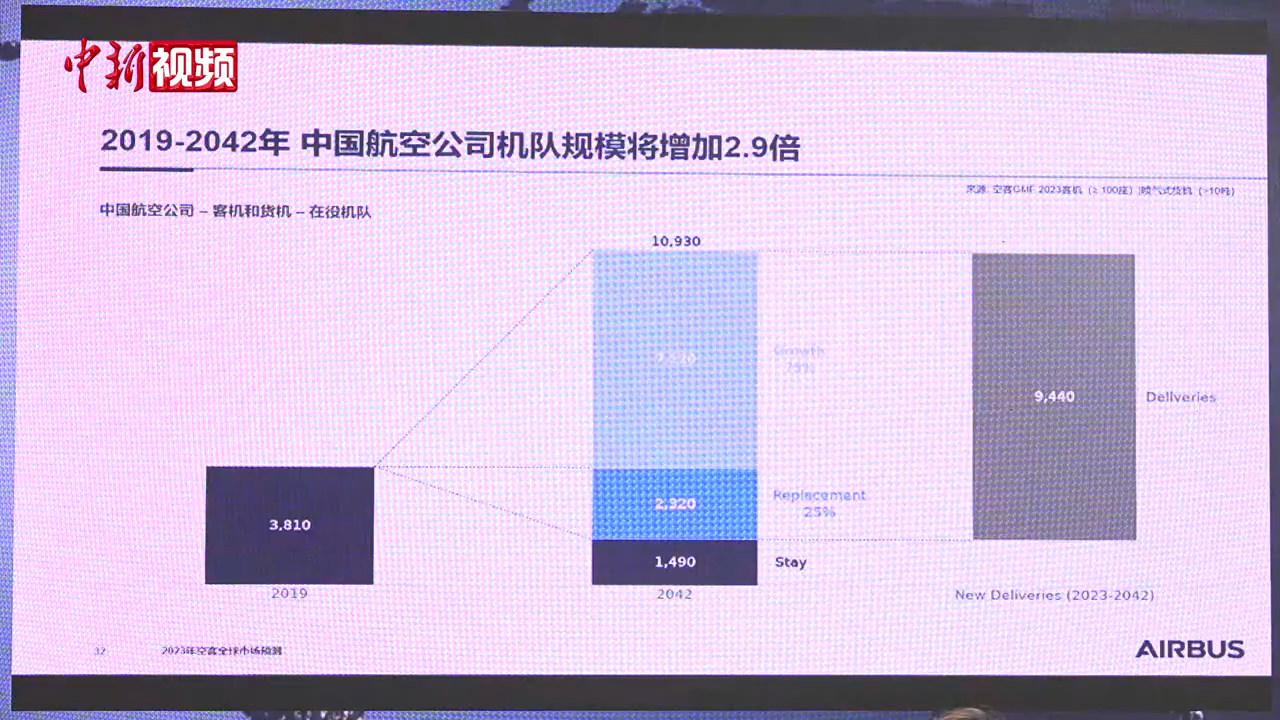 中新视频
2019-2042年 中国航空公司机队规模将增加2.9倍
来源: 空客GMF 2023客机 (≥ 100座) |喷气式货机 (>10吨)
中国航空公司 – 客机和货机 – 在役机队
10,930
Growth
9,440
Deliveries
2,320
Replacement
25%
3,810
1,490
Stay
2019
2042
New Deliveries (2023-2042)
32
2023年空客全球市场预测
AIRBUS